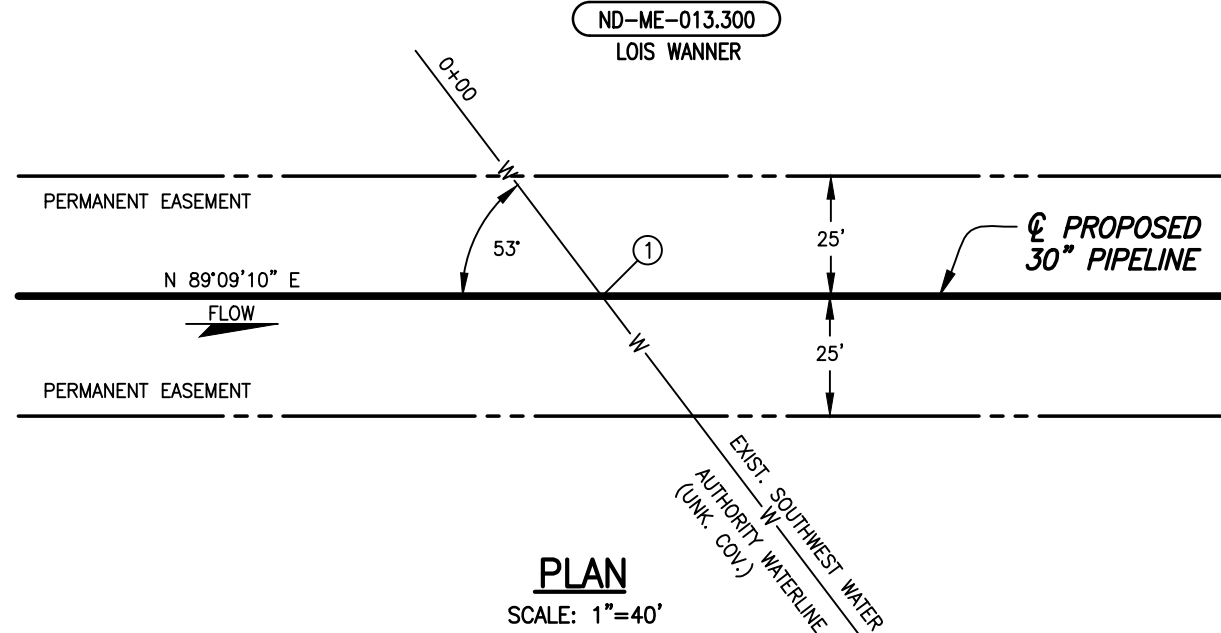 ND-ME-013.300
LOIS WANNER
0+00
W
PERMANENT EASEMENT
53°
1
25'
℄ PROPOSED
30" PIPELINE
N 89°09'10" E
FLOW
W
25'
PERMANENT EASEMENT
EXIST. SOUTHWEST WATER
AUTHORITY WATERLINE
(UNK. COV.)
W
PLAN
SCALE: 1"=40'